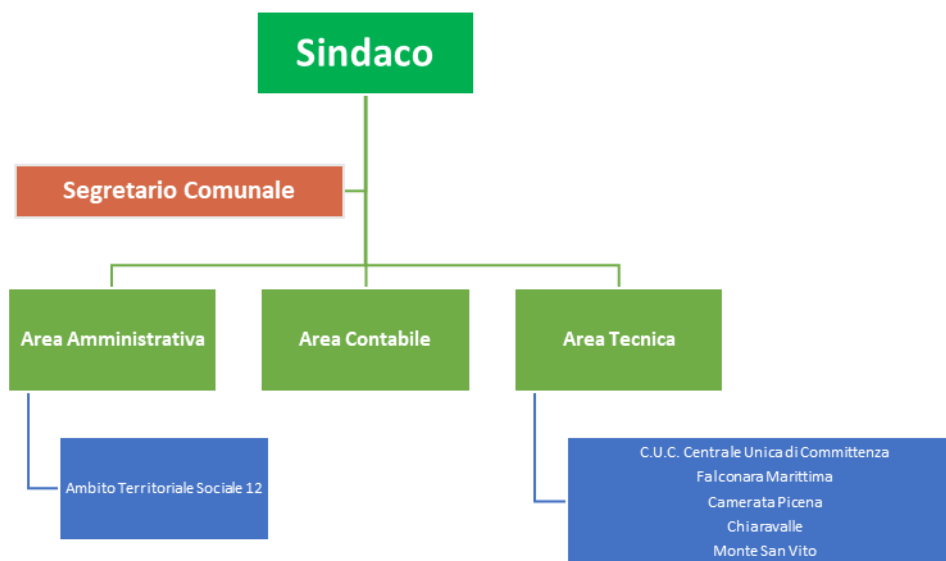 Sindaco
Segretario Comunale
Area Amministrativa
Area Contabile
Area Tecnica
Ambito Territoriale Sociale 12
C.U.C. Centrale Unica di Committenza
Falconara Marittima
Camerata Picena
Chiaravalle
Monte San Vito